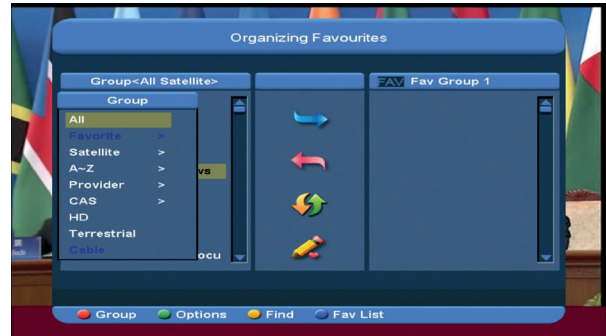 Organizing Favourites
Group<All Satellite>
FAV Fav Group 1
Group
All
Favorite >
Satellite >
A~Z >
vs
Provider >
CAS >
HD
Terrestrial
Cable
ocu
Group Options Find Fav List